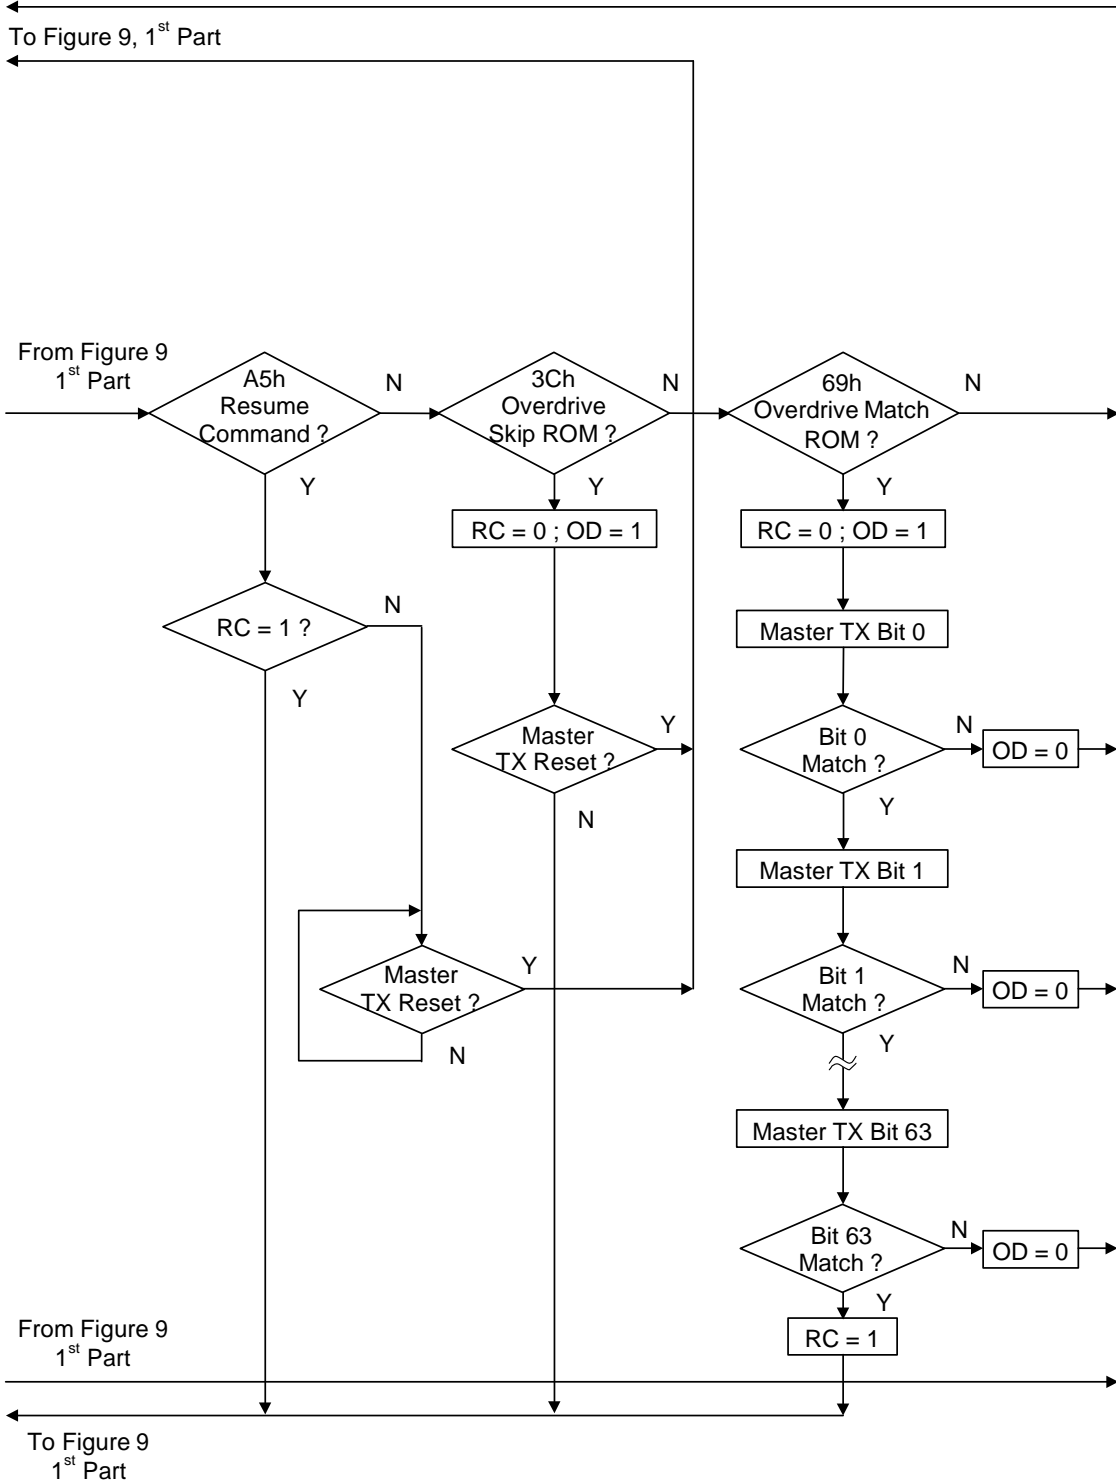 To Figure 9, 1st Part
From Figure 9
1st Part
A5h
Resume
Command ?
N
Y
3Ch
Overdrive
Skip ROM ?
N
Y
69h
Overdrive Match
ROM ?
N
Y
RC = 0 ; OD = 1
RC = 0 ; OD = 1
RC = 1 ?
N
Y
Master TX Bit 0
Master
TX Reset ?
Y
N
Bit 0
Match ?
N
OD = 0
Y
Master TX Bit 1
Master
TX Reset ?
Y
N
Bit 1
Match ?
N
OD = 0
Y
Master TX Bit 63
Bit 63
Match ?
N
OD = 0
Y
RC = 1
From Figure 9
1st Part
To Figure 9
1st Part